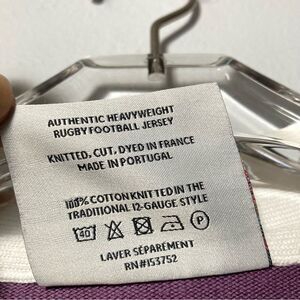 AUTHENTIC HEAVYWEIGHT
RUGBY FOOTBALL JERSEY
KNITTED, CUT, DYED IN FRANCE
MADE IN PORTUGAL
100% COTTON KNITTED IN THE
TRADITIONAL 12-GAUGE STYLE
40 P
LAVER SÉPARÉMENT
RN#153752